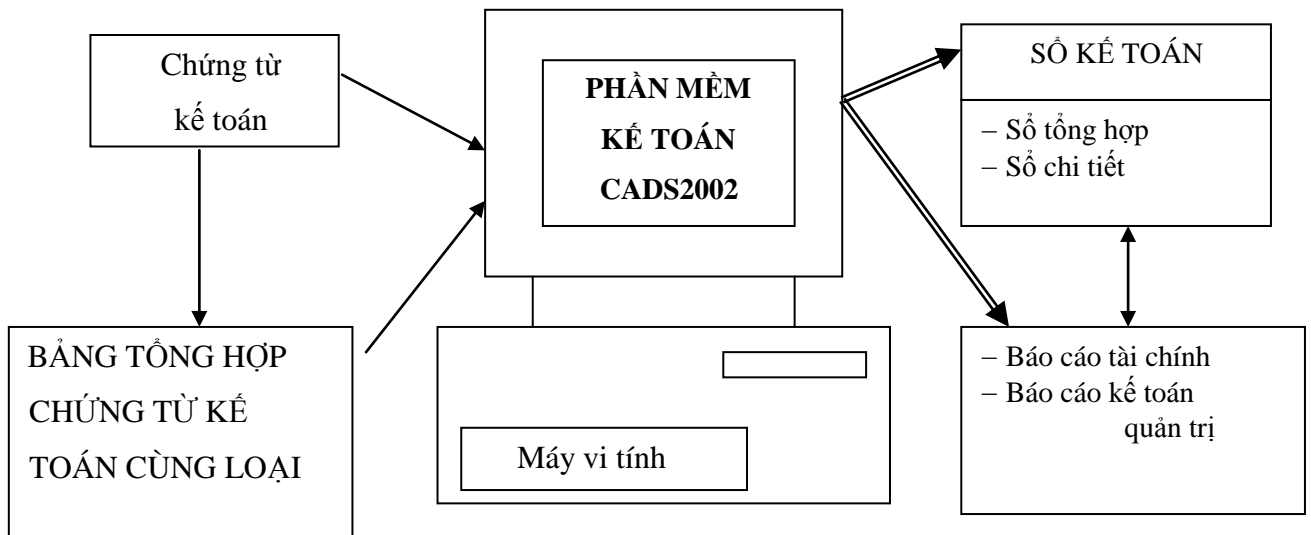 Chứng từ
kế toán
BẢNG TỔNG HỢP
CHỨNG TỪ KẾ
TOÁN CÙNG LOẠI
PHẦN MỀM
KẾ TOÁN
CADS2002
Máy vi tính
SỔ KẾ TOÁN
– Sổ tổng hợp
– Sổ chi tiết
– Báo cáo tài chính
– Báo cáo kế toán
quản trị